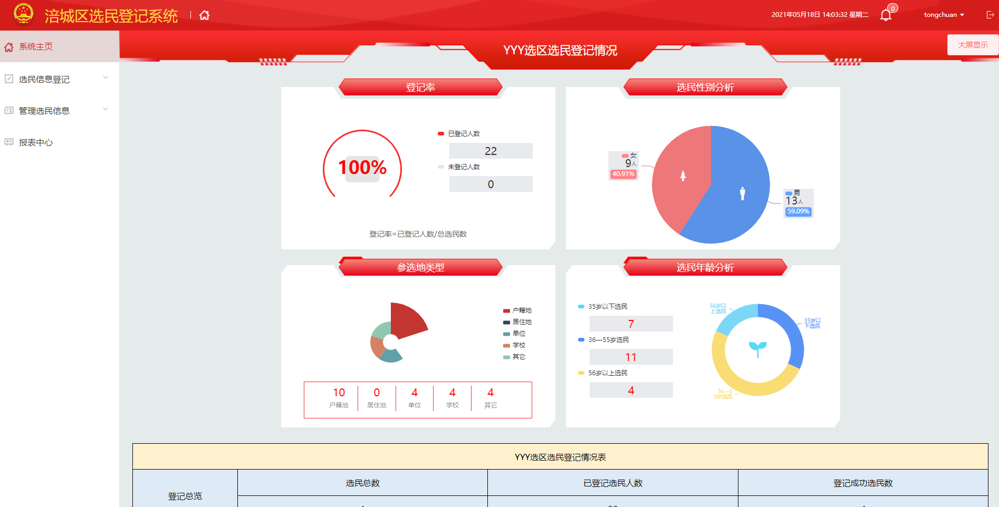 涪城区选民登记系统
2021年05月18日 14:03:32 星期二
0
tongchuan
系统主页
选民信息登记
管理选民信息
报表中心
YYY选区选民登记情况
大屏显示
登记率
100%
已登记人数
22
未登记人数
0
登记率=已登记人数/总选民数
选民性别分析
女
9人
40.91%
男
13人
59.09%
参选地类型
户籍地
居住地
单位
学校
其它
10 0 4 4 4
户籍地 居住地 单位 学校 其它
选民年龄分析
35岁以下选民
7
36—55岁选民
11
56岁以上选民
4
56岁以
上选民
35岁以
下选民
36—5
5岁选民
YYY选区选民登记情况表
登记总览
选民总数 已登记选民人数 登记成功选民数